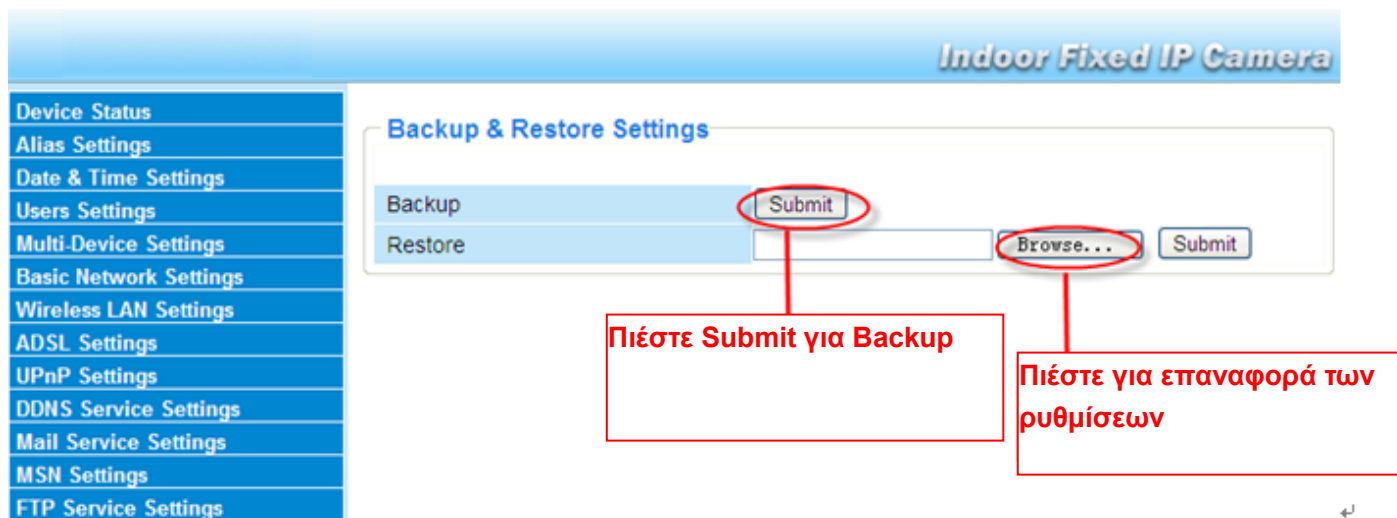 Indoor Fixed IP Camera
Device Status
Alias Settings
Date & Time Settings
Users Settings
Multi-Device Settings
Basic Network Settings
Wireless LAN Settings
ADSL Settings
UPnP Settings
DDNS Service Settings
Mail Service Settings
MSN Settings
FTP Service Settings
Backup & Restore Settings
Backup Submit
Restore Browse... Submit
Πιέστε Submit για Backup
Πιέστε για επαναφορά των
ρυθμίσεων